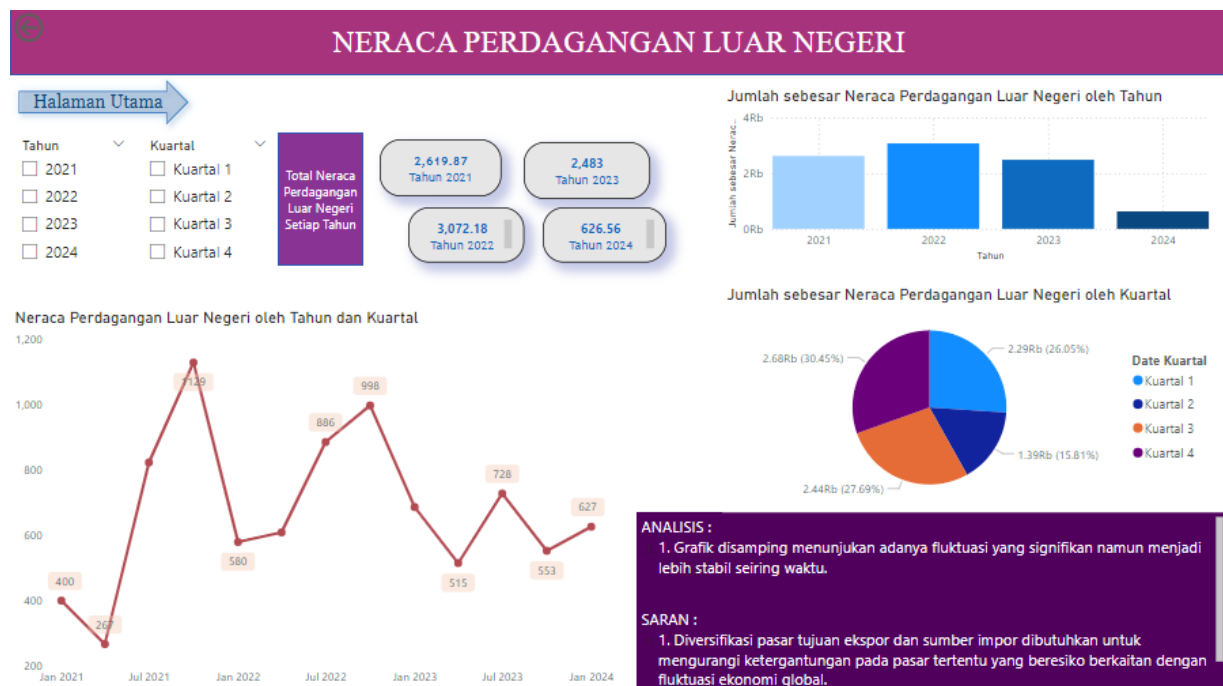 NERACA PERDAGANGAN LUAR NEGERI
Halaman Utama
Tahun
2021
2022
2023
2024
Kuartal
Kuartal 1
Kuartal 2
Kuartal 3
Kuartal 4
Total Neraca
Perdagangan
Luar Negeri
Setiap Tahun
2,619.87
Tahun 2021
2,483
Tahun 2023
3,072.18
Tahun 2022
626.56
Tahun 2024
Jumlah sebesar Neraca Perdagangan Luar Negeri oleh Tahun
Jumlah sebesar Nerac...
4Rb
2Rb
0Rb
2021
2022
2023
2024
Tahun
Neraca Perdagangan Luar Negeri oleh Tahun dan Kuartal
1,200
1,000
800
600
400
200
400
267
1129
580
886
998
515
728
553
627
Jan 2021
Jul 2021
Jan 2022
Jul 2022
Jan 2023
Jul 2023
Jan 2024
Jumlah sebesar Neraca Perdagangan Luar Negeri oleh Kuartal
2.68Rb (30.45%)
2.29Rb (26.05%)
1.39Rb (15.81%)
2.44Rb (27.69%)
Date Kuartal
Kuartal 1
Kuartal 2
Kuartal 3
Kuartal 4
ANALISIS :
1. Grafik disamping menunjukan adanya fluktuasi yang signifikan namun menjadi
lebih stabil seiring waktu.
SARAN :
1. Diversifikasi pasar tujuan ekspor dan sumber impor dibutuhkan untuk
mengurangi ketergantungan pada pasar tertentu yang beresiko berkaitan dengan
fluktuasi ekonomi global.